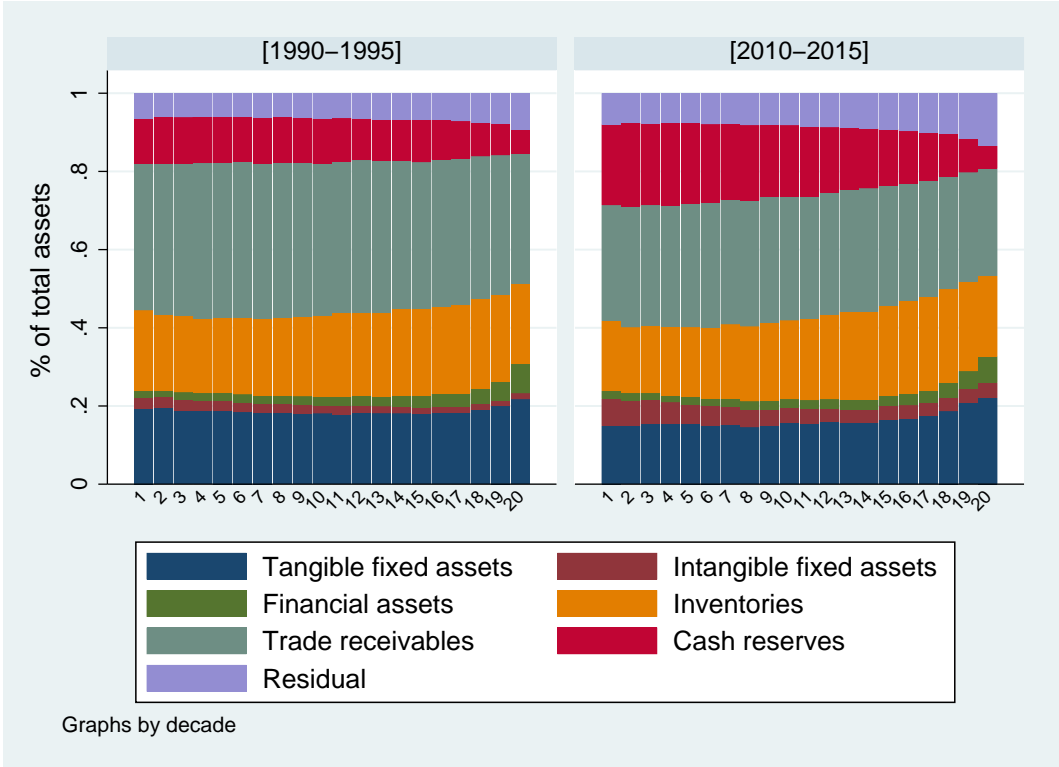 [1990−1995] [2010−2015]
% of total assets
1
.8
.6
.4
.2
0
1 2 3 4 5 6 7 8 9 10 11 12 13 14 15 16 17 18 19 20 1 2 3 4 5 6 7 8 9 10 11 12 13 14 15 16 17 18 19 20
Tangible fixed assets Intangible fixed assets
Financial assets Inventories
Trade receivables Cash reserves
Residual
Graphs by decade